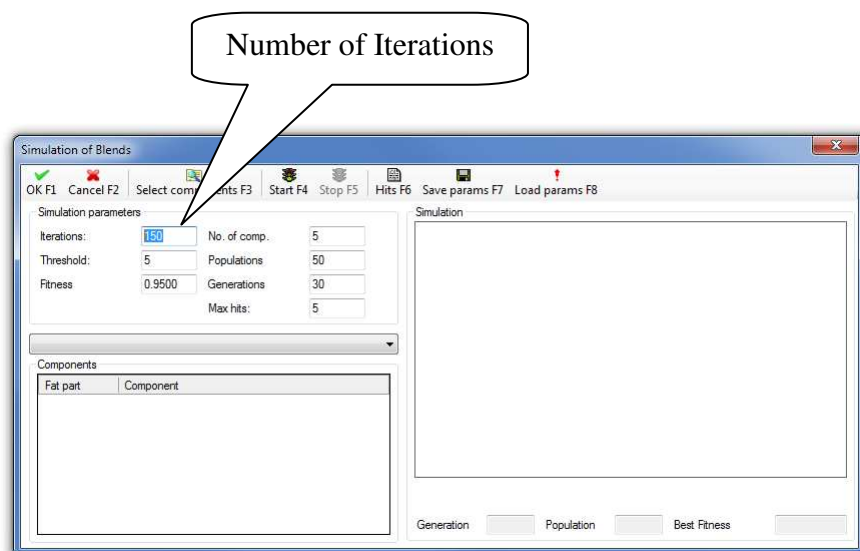 Number of Iterations
Simulation of Blends
OK F1 Cancel F2 Select components F3 Start F4 Stop F5 Hits F6 Save params F7 Load params F8
Simulation parameters
Iterations: 150 No. of comp. 5
Threshold: 5 Populations 50
Fitness 0.9500 Generations 30
Max hits: 5
Simulation
Components
Fat part Component
Generation Population Best Fitness